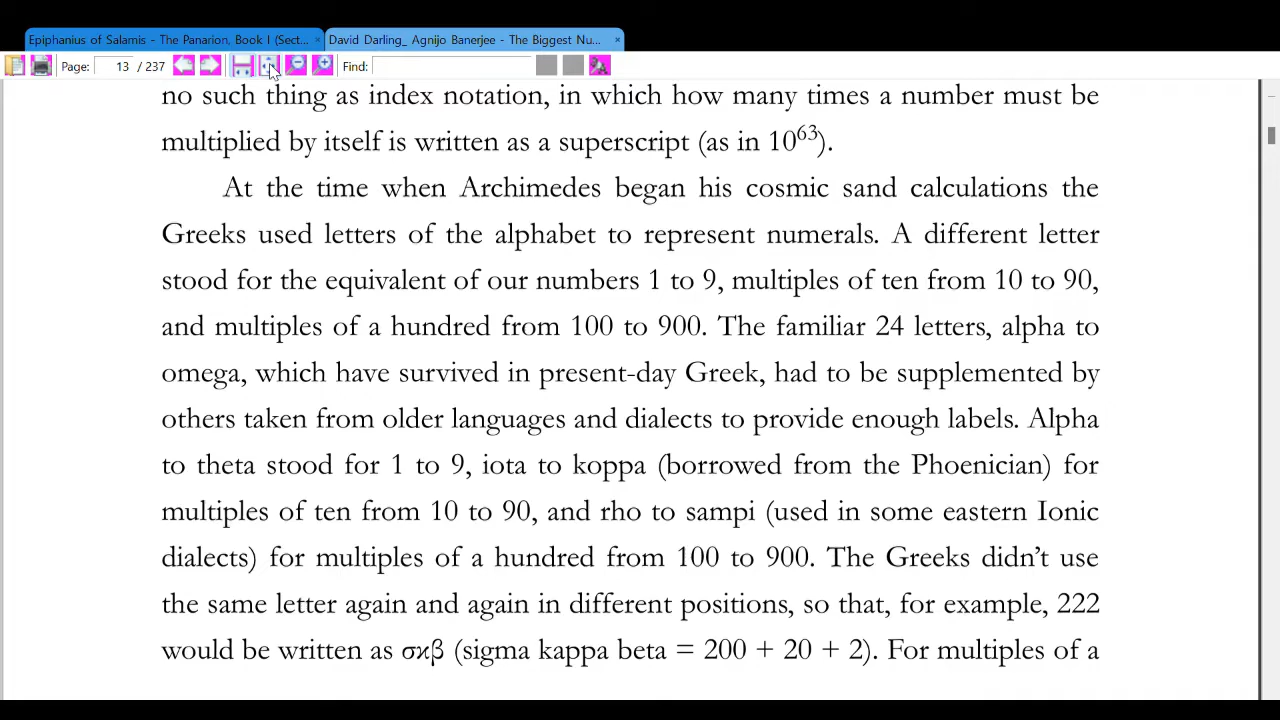 Epiphanius of Salamis - The Panarion, Book I (Sect... ×
David Darling_ Agnijo Banerjee - The Biggest Nu... ×
Page: 13 / 237 Find:
no such thing as index notation, in which how many times a number must be
multiplied by itself is written as a superscript (as in 10⁶³).
At the time when Archimedes began his cosmic sand calculations the
Greeks used letters of the alphabet to represent numerals. A different letter
stood for the equivalent of our numbers 1 to 9, multiples of ten from 10 to 90,
and multiples of a hundred from 100 to 900. The familiar 24 letters, alpha to
omega, which have survived in present-day Greek, had to be supplemented by
others taken from older languages and dialects to provide enough labels. Alpha
to theta stood for 1 to 9, iota to koppa (borrowed from the Phoenician) for
multiples of ten from 10 to 90, and rho to sampi (used in some eastern Ionic
dialects) for multiples of a hundred from 100 to 900. The Greeks didn’t use
the same letter again and again in different positions, so that, for example, 222
would be written as σϰβ (sigma kappa beta = 200 + 20 + 2). For multiples of a